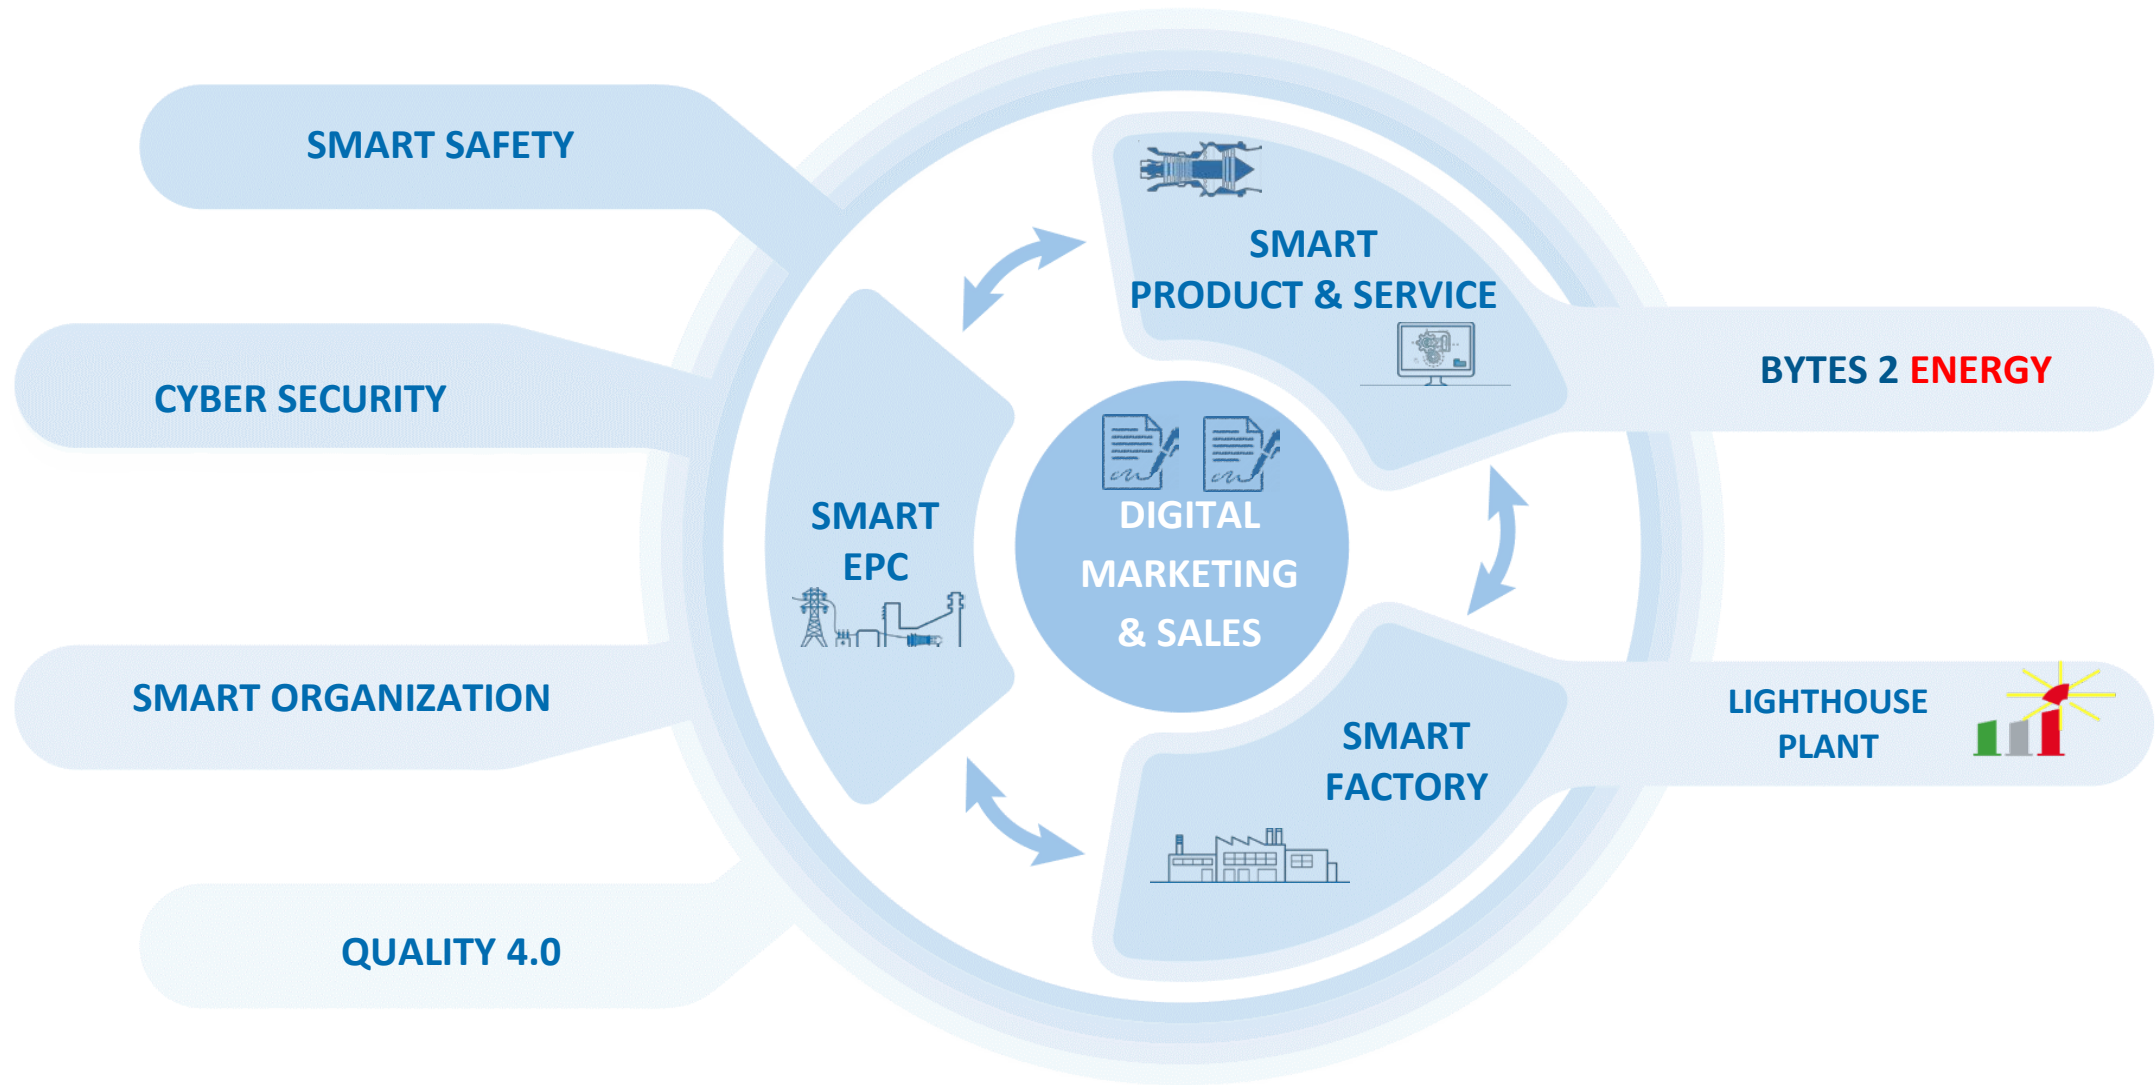 SMART SAFETY
CYBER SECURITY
SMART ORGANIZATION
QUALITY 4.0
SMART
EPC
SMART
PRODUCT & SERVICE
DIGITAL
MARKETING
& SALES
SMART
FACTORY
BYTES 2 ENERGY
LIGHTHOUSE
PLANT